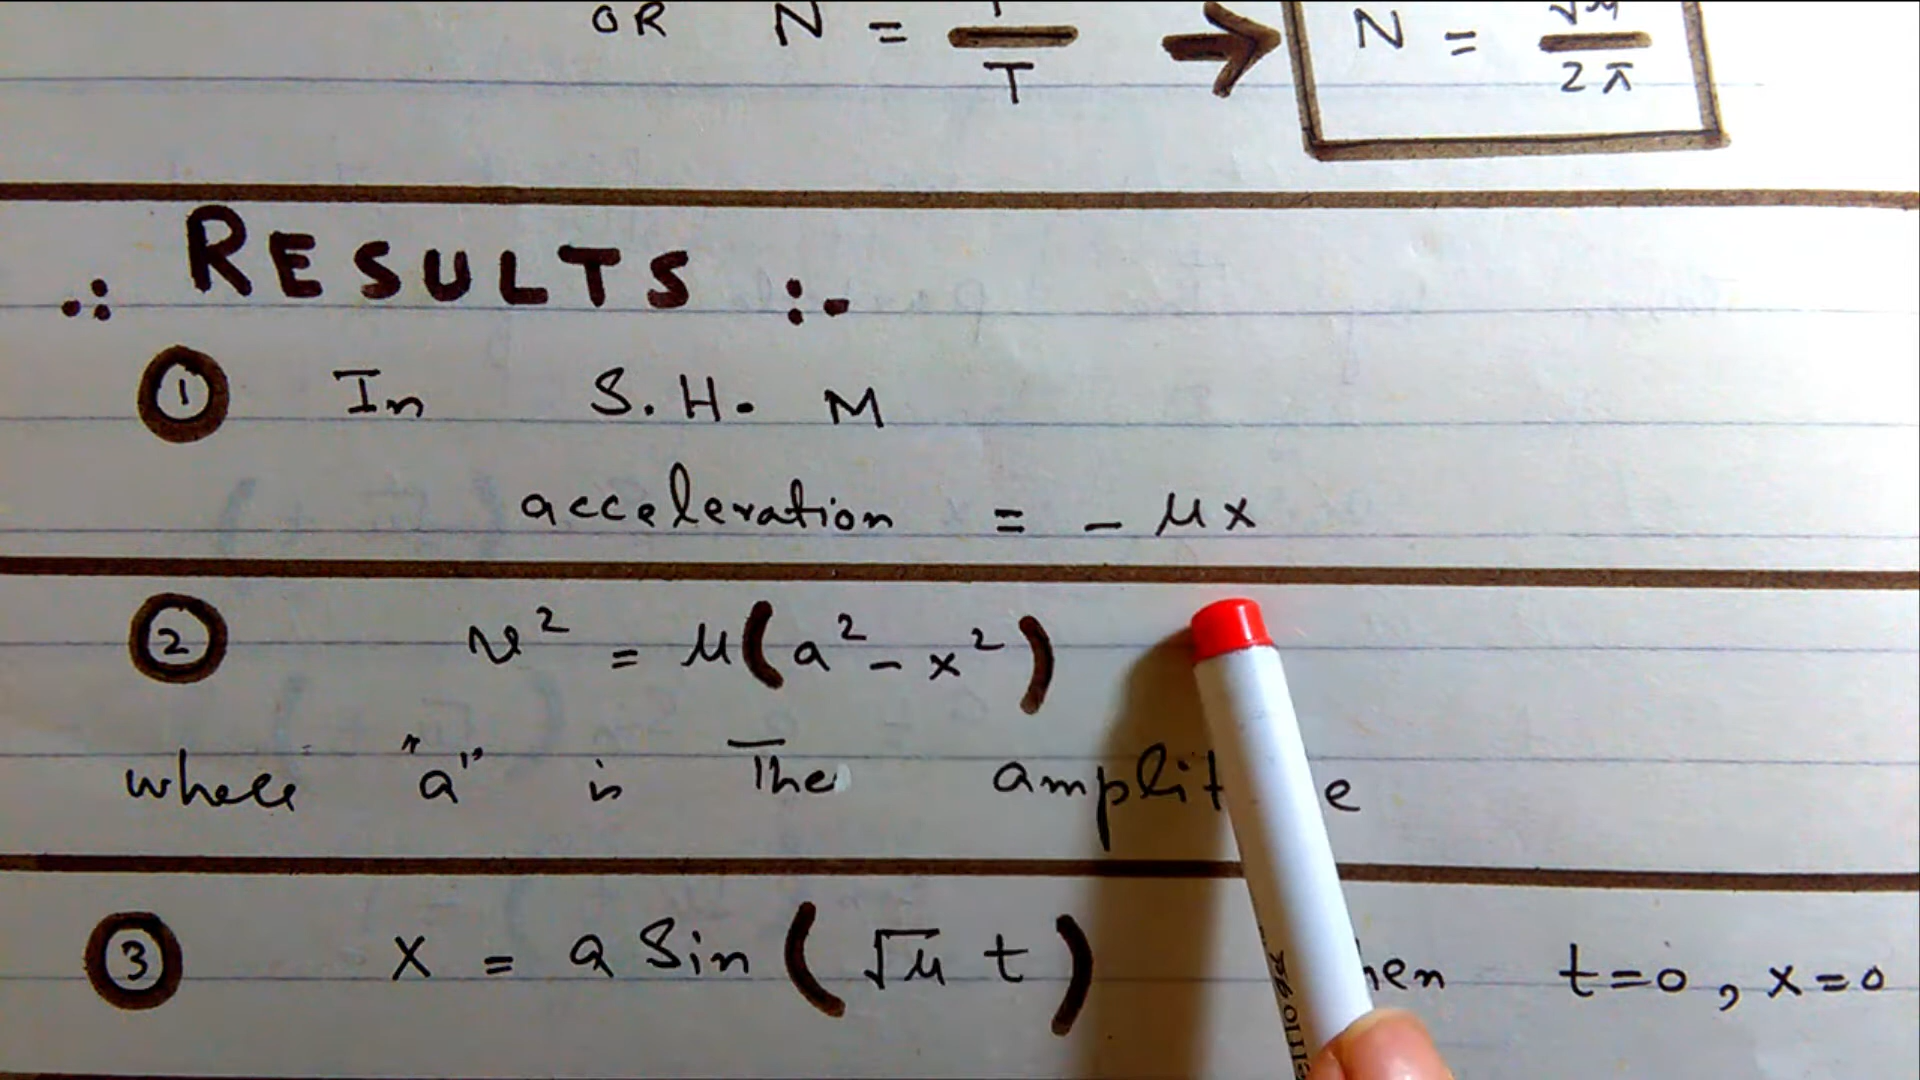 OR N = 1/T → N = √μ/2π
∴ RESULTS :-
① In S.H.M
acceleration = - μx
② v² = μ(a² - x²)
where "a" is The amplit e
③ x = a Sin (√μ t) hen t=0, x=0